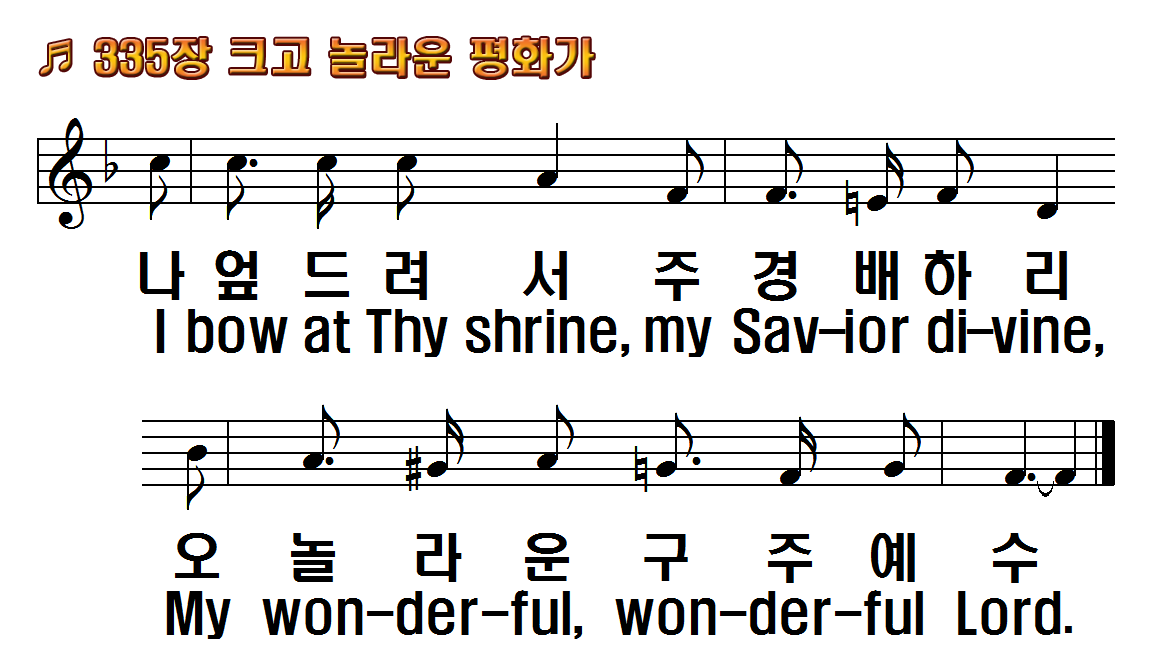 335장 크고 놀라운 평화가
나 엎 드 려 서 주 경 배 하 리
I bow at Thy shrine, my Sav-ior di-vine,
오 놀 라 운 구 주 예 수
My won-der-ful, won-der-ful Lord.